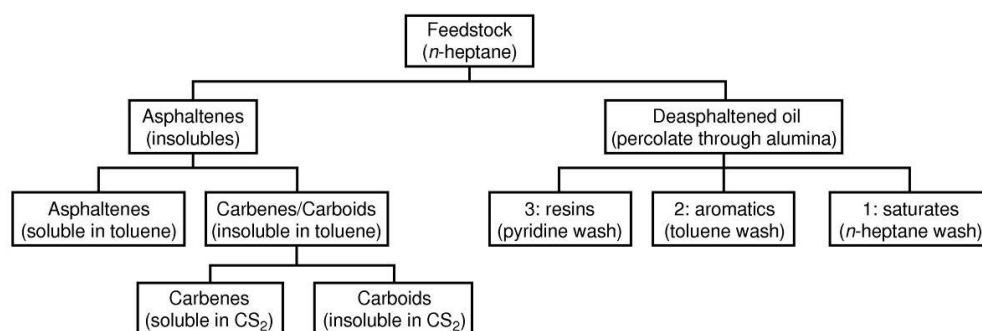 Feedstock
(n-heptane)
Asphaltenes
(insolubles)
Deasphaltened oil
(percolate through alumina)
Asphaltenes
(soluble in toluene)
Carbenes/Carboids
(insoluble in toluene)
3: resins
(pyridine wash)
2: aromatics
(toluene wash)
1: saturates
(n-heptane wash)
Carbenes
(soluble in CS₂)
Carboids
(insoluble in CS₂)